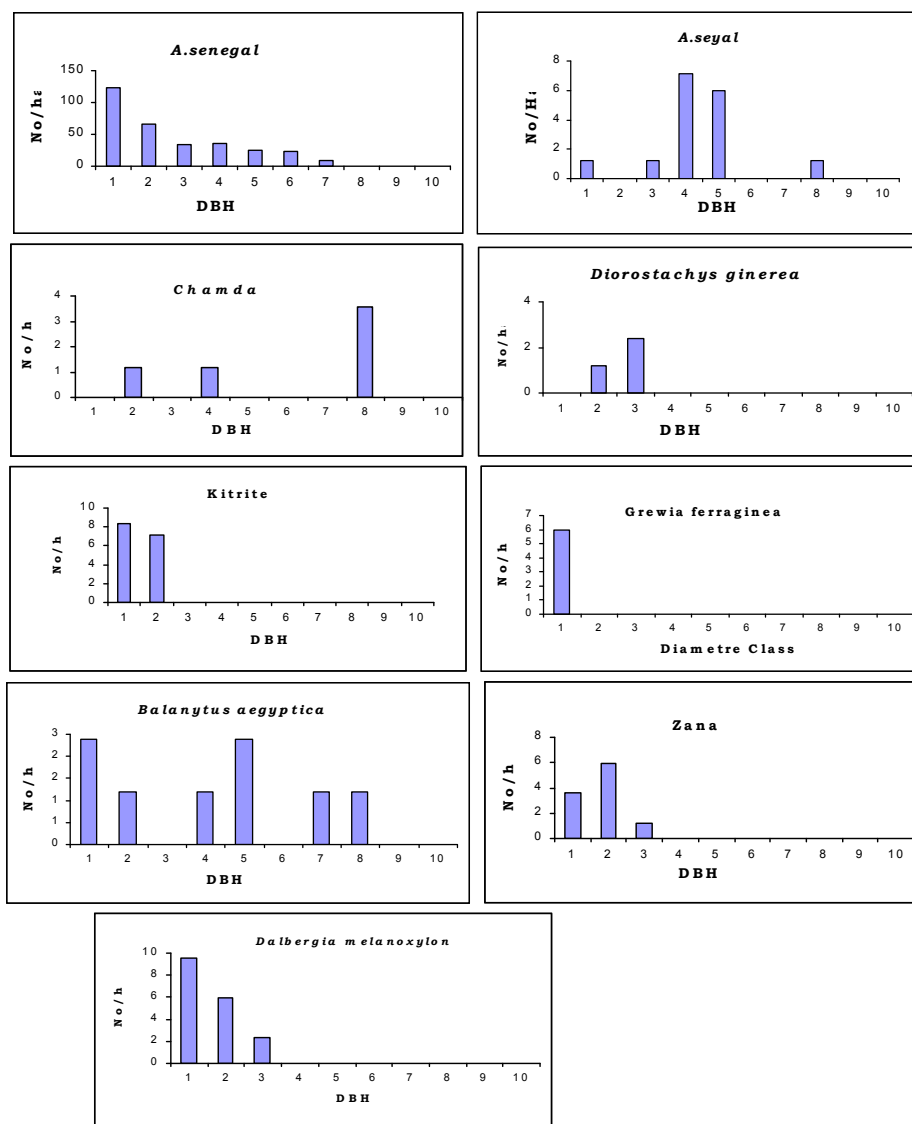 A.senegal
No/ha
150
100
50
0
1 2 3 4 5 6 7 8 9 10
DBH
A.seyal
No/Ha
8
6
4
2
0
1 2 3 4 5 6 7 8 9 10
DBH
Chamda
No/h
4
3
2
1
0
1 2 3 4 5 6 7 8 9 10
DBH
Diorostachys ginerea
No/h
4
2
0
1 2 3 4 5 6 7 8 9 10
DBH
Kitrite
No/h
10
8
6
4
2
0
1 2 3 4 5 6 7 8 9 10
DBH
Grewia ferraginea
No/h
7
6
5
4
3
2
1
0
1 2 3 4 5 6 7 8 9 10
Diametre Class
Balanytus aegyptica
No/h
3
2
2
1
1
0
1 2 3 4 5 6 7 8 9 10
DBH
Zana
No/h
8
6
4
2
0
1 2 3 4 5 6 7 8 9 10
DBH
Dalbergia melanoxylon
No/h
10
8
6
4
2
0
1 2 3 4 5 6 7 8 9 10
DBH